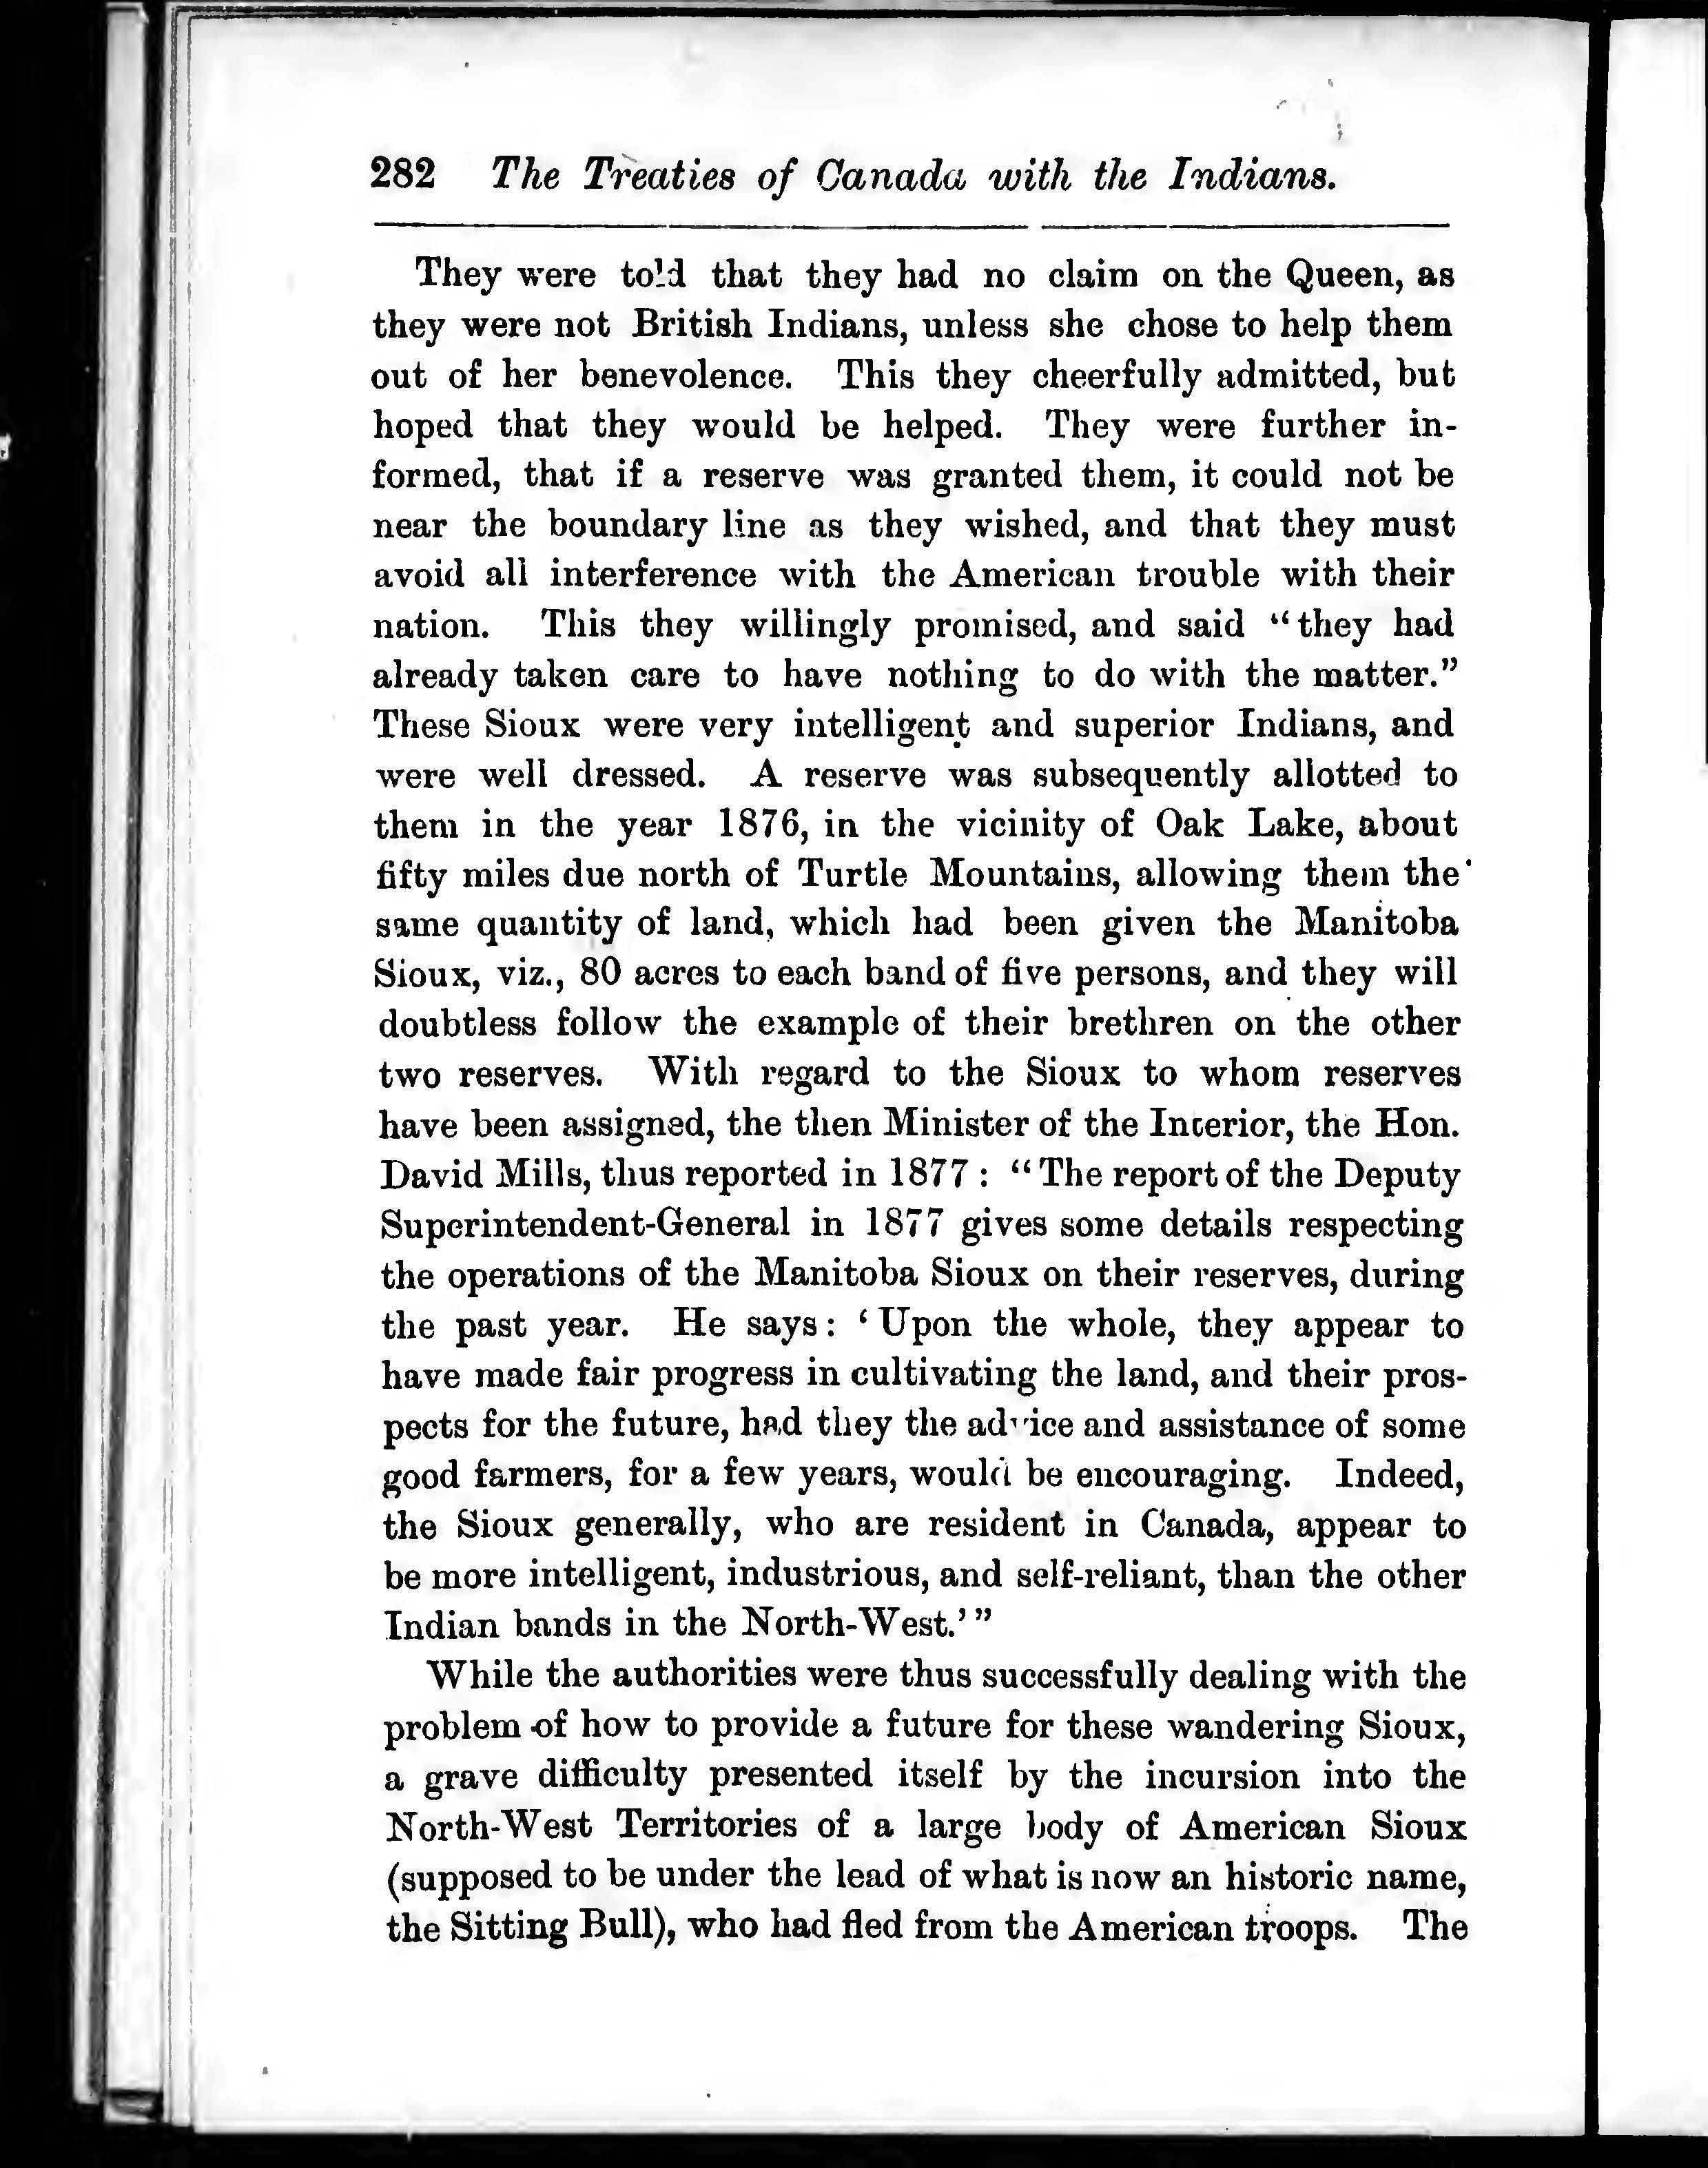 282 The Treaties of Canada with the Indians.
They were told that they had no claim on the Queen, as
they were not British Indians, unless she chose to help them
out of her benevolence. This they cheerfully admitted, but
hoped that they would be helped. They were further in-
formed, that if a reserve was granted them, it could not be
near the boundary line as they wished, and that they must
avoid all interference with the American trouble with their
nation. This they willingly promised, and said “they had
already taken care to have nothing to do with the matter.”
These Sioux were very intelligent and superior Indians, and
were well dressed. A reserve was subsequently allotted to
them in the year 1876, in the vicinity of Oak Lake, about
fifty miles due north of Turtle Mountains, allowing them the
same quantity of land, which had been given the Manitoba
Sioux, viz., 80 acres to each band of five persons, and they will
doubtless follow the example of their brethren on the other
two reserves. With regard to the Sioux to whom reserves
have been assigned, the then Minister of the Interior, the Hon.
David Mills, thus reported in 1877 : “The report of the Deputy
Superintendent-General in 1877 gives some details respecting
the operations of the Manitoba Sioux on their reserves, during
the past year. He says : ‘Upon the whole, they appear to
have made fair progress in cultivating the land, and their pros-
pects for the future, had they the advice and assistance of some
good farmers, for a few years, would be encouraging. Indeed,
the Sioux generally, who are resident in Canada, appear to
be more intelligent, industrious, and self-reliant, than the other
Indian bands in the North-West.’”
While the authorities were thus successfully dealing with the
problem of how to provide a future for these wandering Sioux,
a grave difficulty presented itself by the incursion into the
North-West Territories of a large body of American Sioux
(supposed to be under the lead of what is now an historic name,
the Sitting Bull), who had fled from the American troops. The